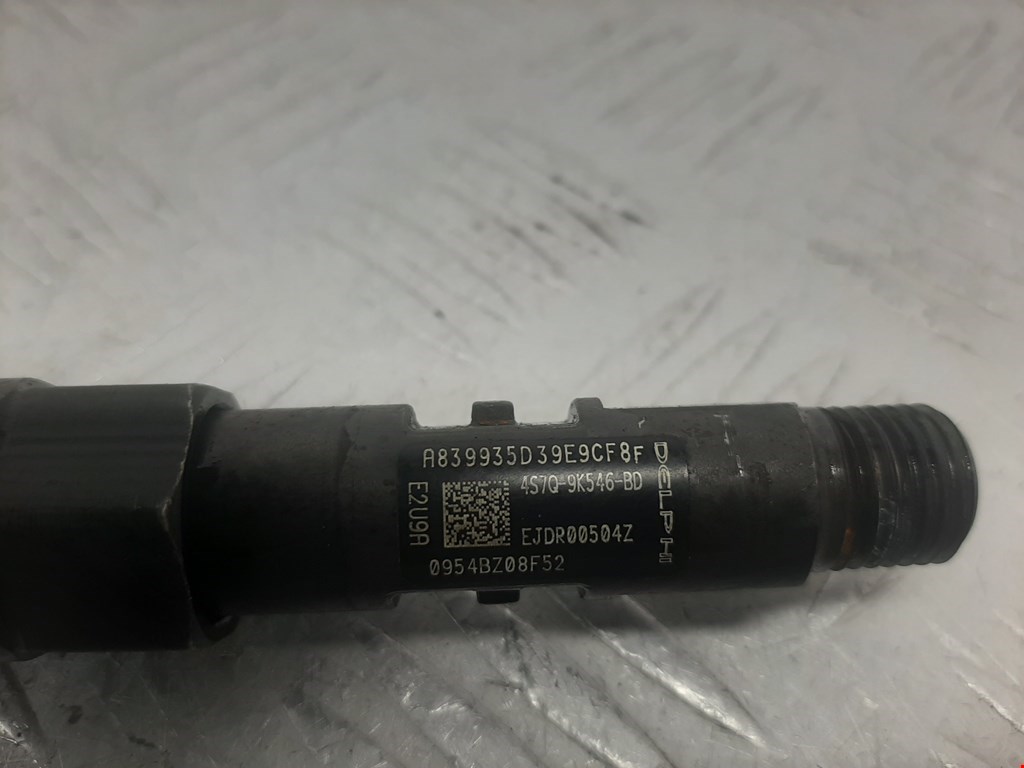 A839935D39E9CF8F
4S7Q-9K546-BD
EJDR00504Z
0954BZ08F52
E2U9A
DELPHI